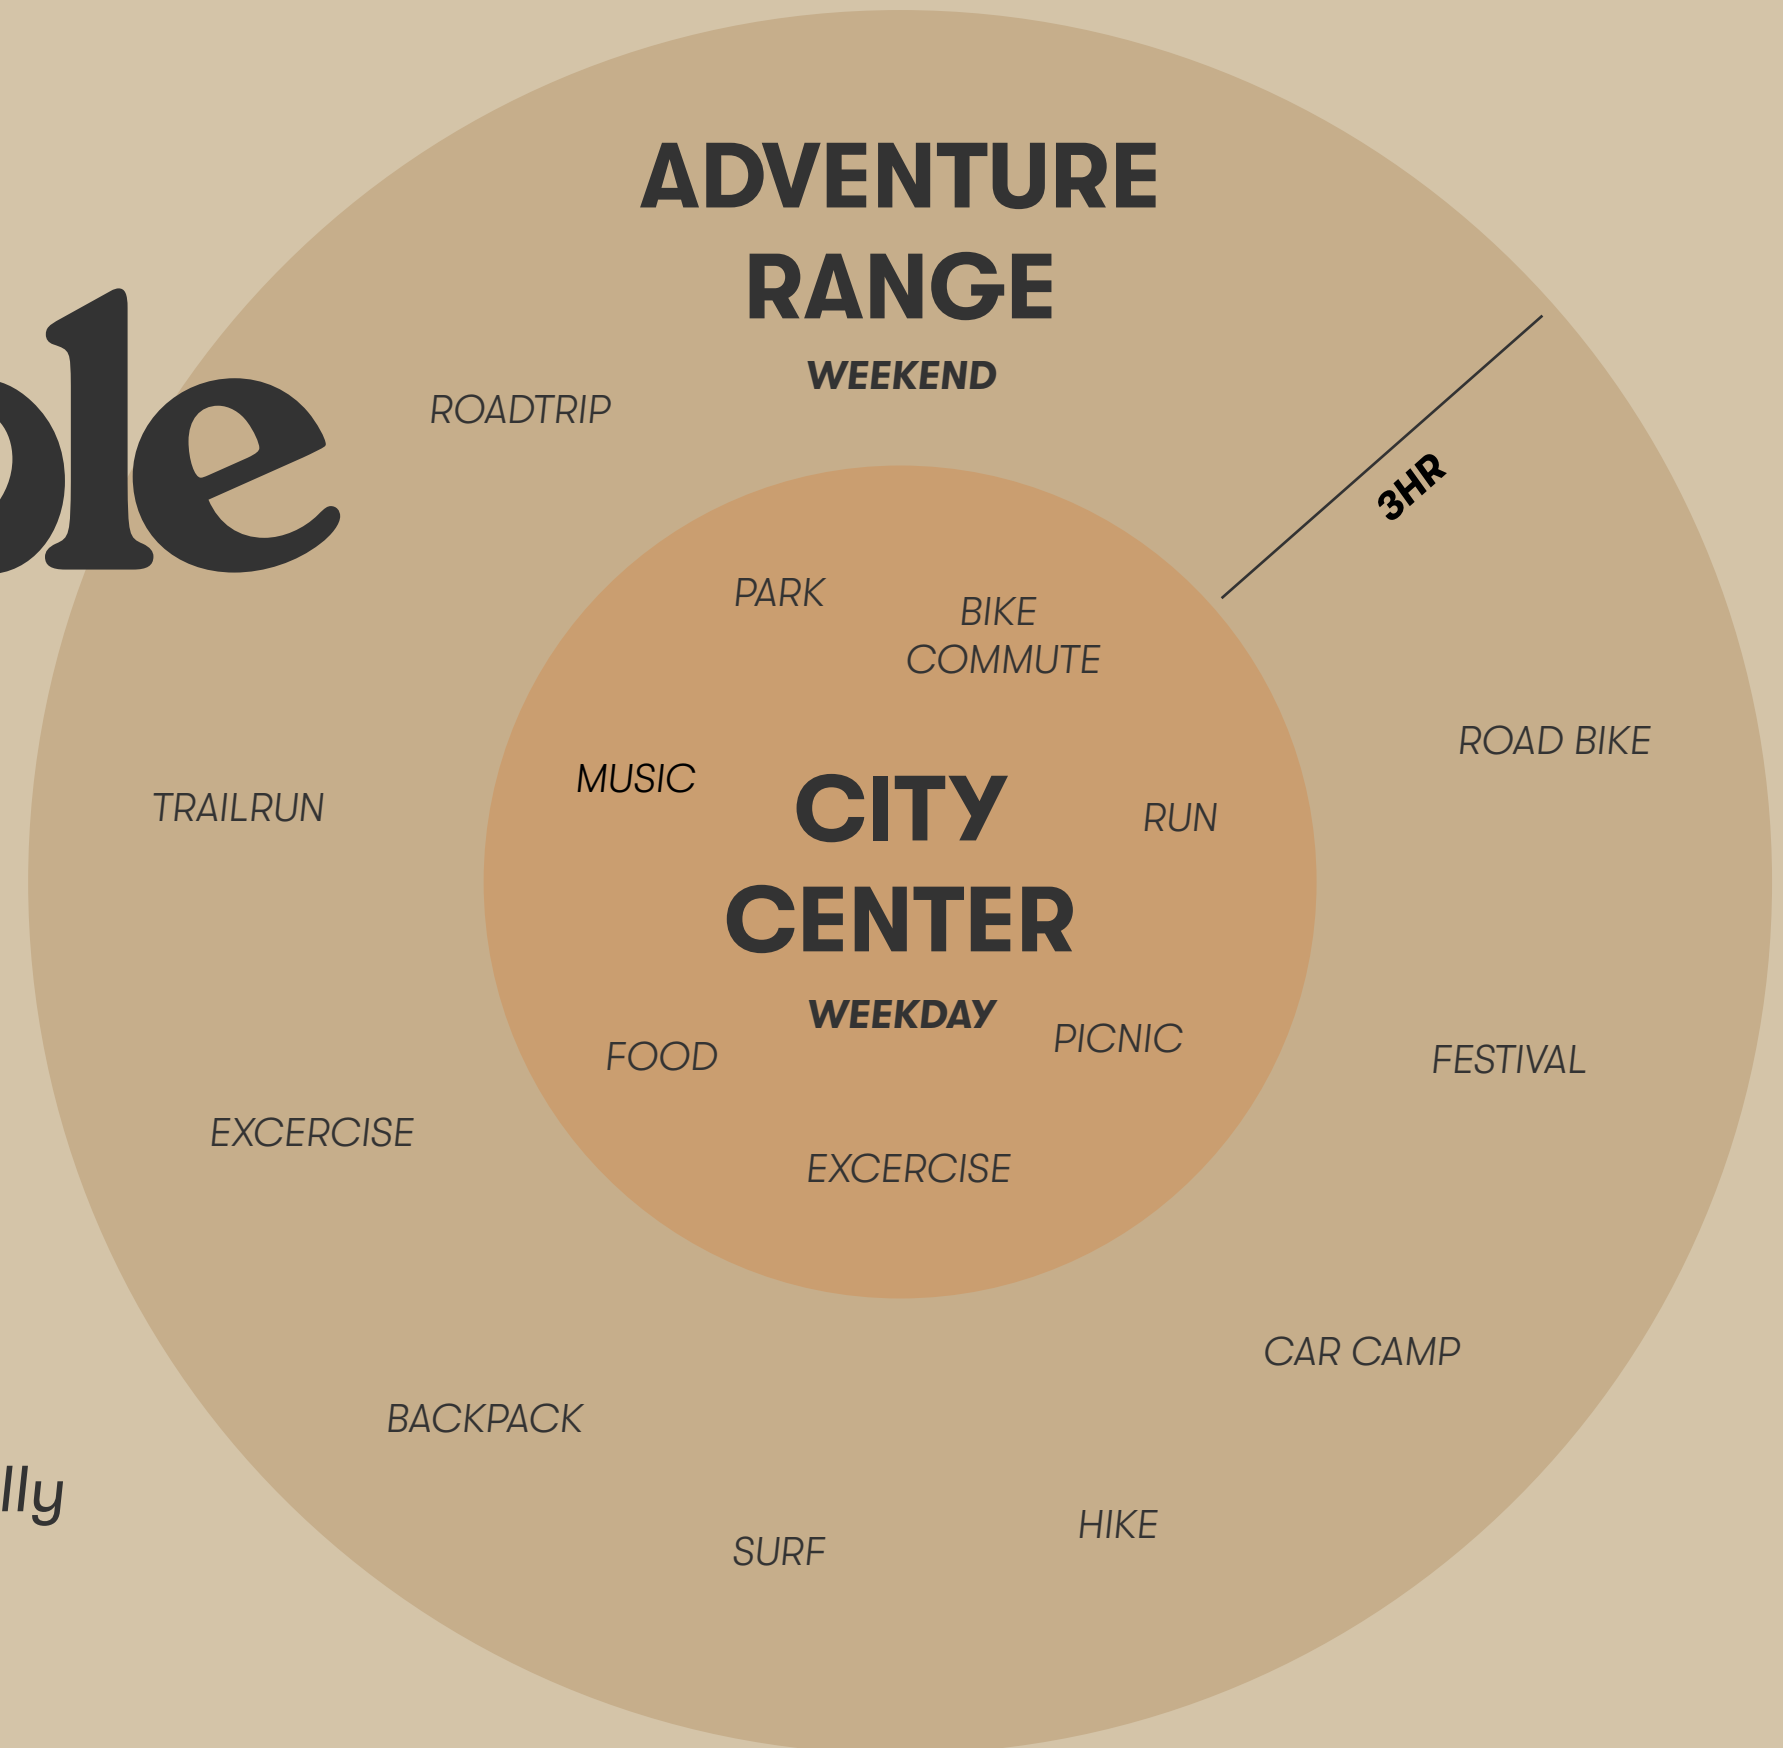 ADVENTURE
RANGE
WEEKEND
ROADTRIP
3HR
PARK
BIKE
COMMUTE
ROAD BIKE
MUSIC
CITY
CENTER
WEEKDAY
TRAILRUN
RUN
PICNIC
FOOD
FESTIVAL
EXCERCISE
EXCERCISE
CAR CAMP
BACKPACK
HIKE
SURF